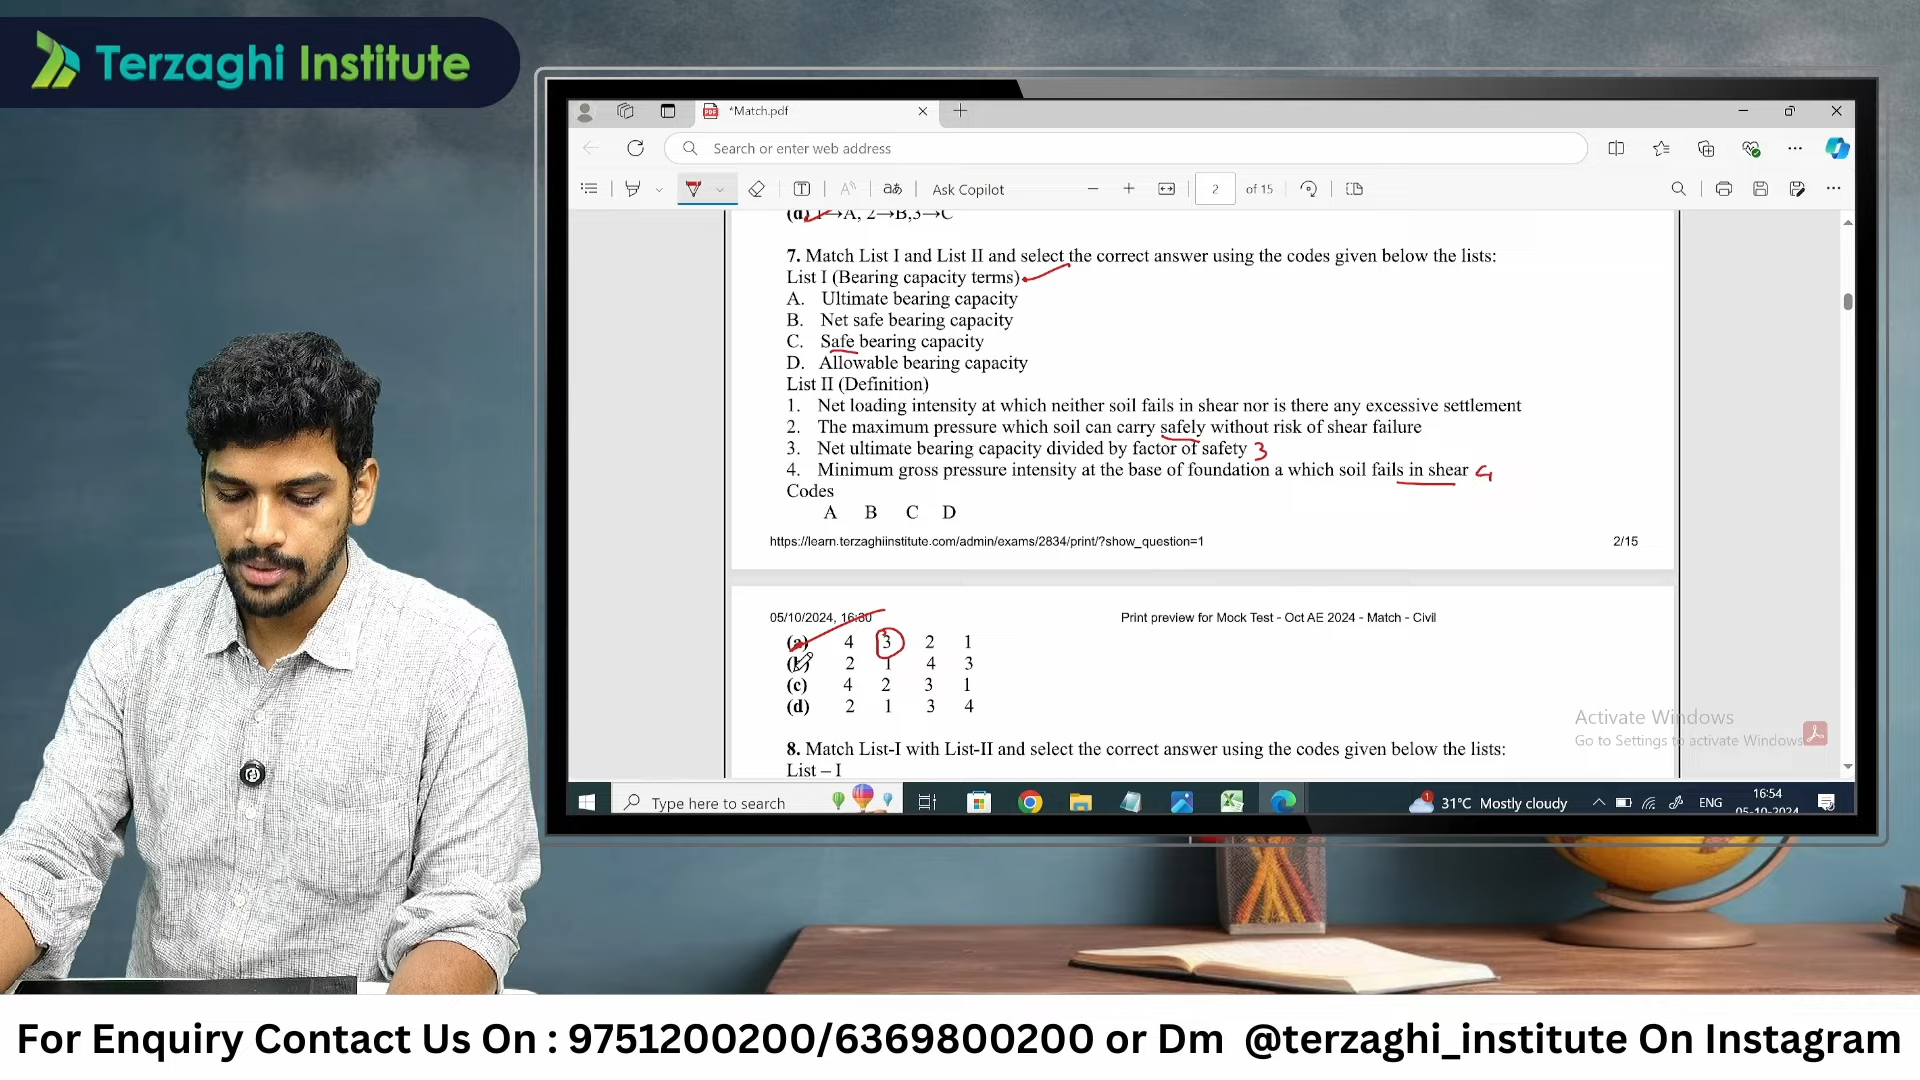 Terzaghi Institute
*Match.pdf
Search or enter web address
Ask Copilot
2 of 15
(d) 1→A, 2→B,3→C
7. Match List I and List II and select the correct answer using the codes given below the lists:
List I (Bearing capacity terms)
A. Ultimate bearing capacity
B. Net safe bearing capacity
C. Safe bearing capacity
D. Allowable bearing capacity
List II (Definition)
1. Net loading intensity at which neither soil fails in shear nor is there any excessive settlement
2. The maximum pressure which soil can carry safely without risk of shear failure
3. Net ultimate bearing capacity divided by factor of safety 3
4. Minimum gross pressure intensity at the base of foundation a which soil fails in shear
Codes
A B C D
https://learn.terzaghiinstitute.com/admin/exams/2834/print/?show_question=1 2/15
05/10/2024, 16:30 Print preview for Mock Test - Oct AE 2024 - Match - Civil
(a) 4 3 2 1
(b) 2 1 4 3
(c) 4 2 3 1
(d) 2 1 3 4
8. Match List-I with List-II and select the correct answer using the codes given below the lists:
List – I
Activate Windows
Go to Settings to activate Windows.
Type here to search
1
31°C Mostly cloudy
ENG
16:54
05-10-2024
For Enquiry Contact Us On : 9751200200/6369800200 or Dm @terzaghi_institute On Instagram